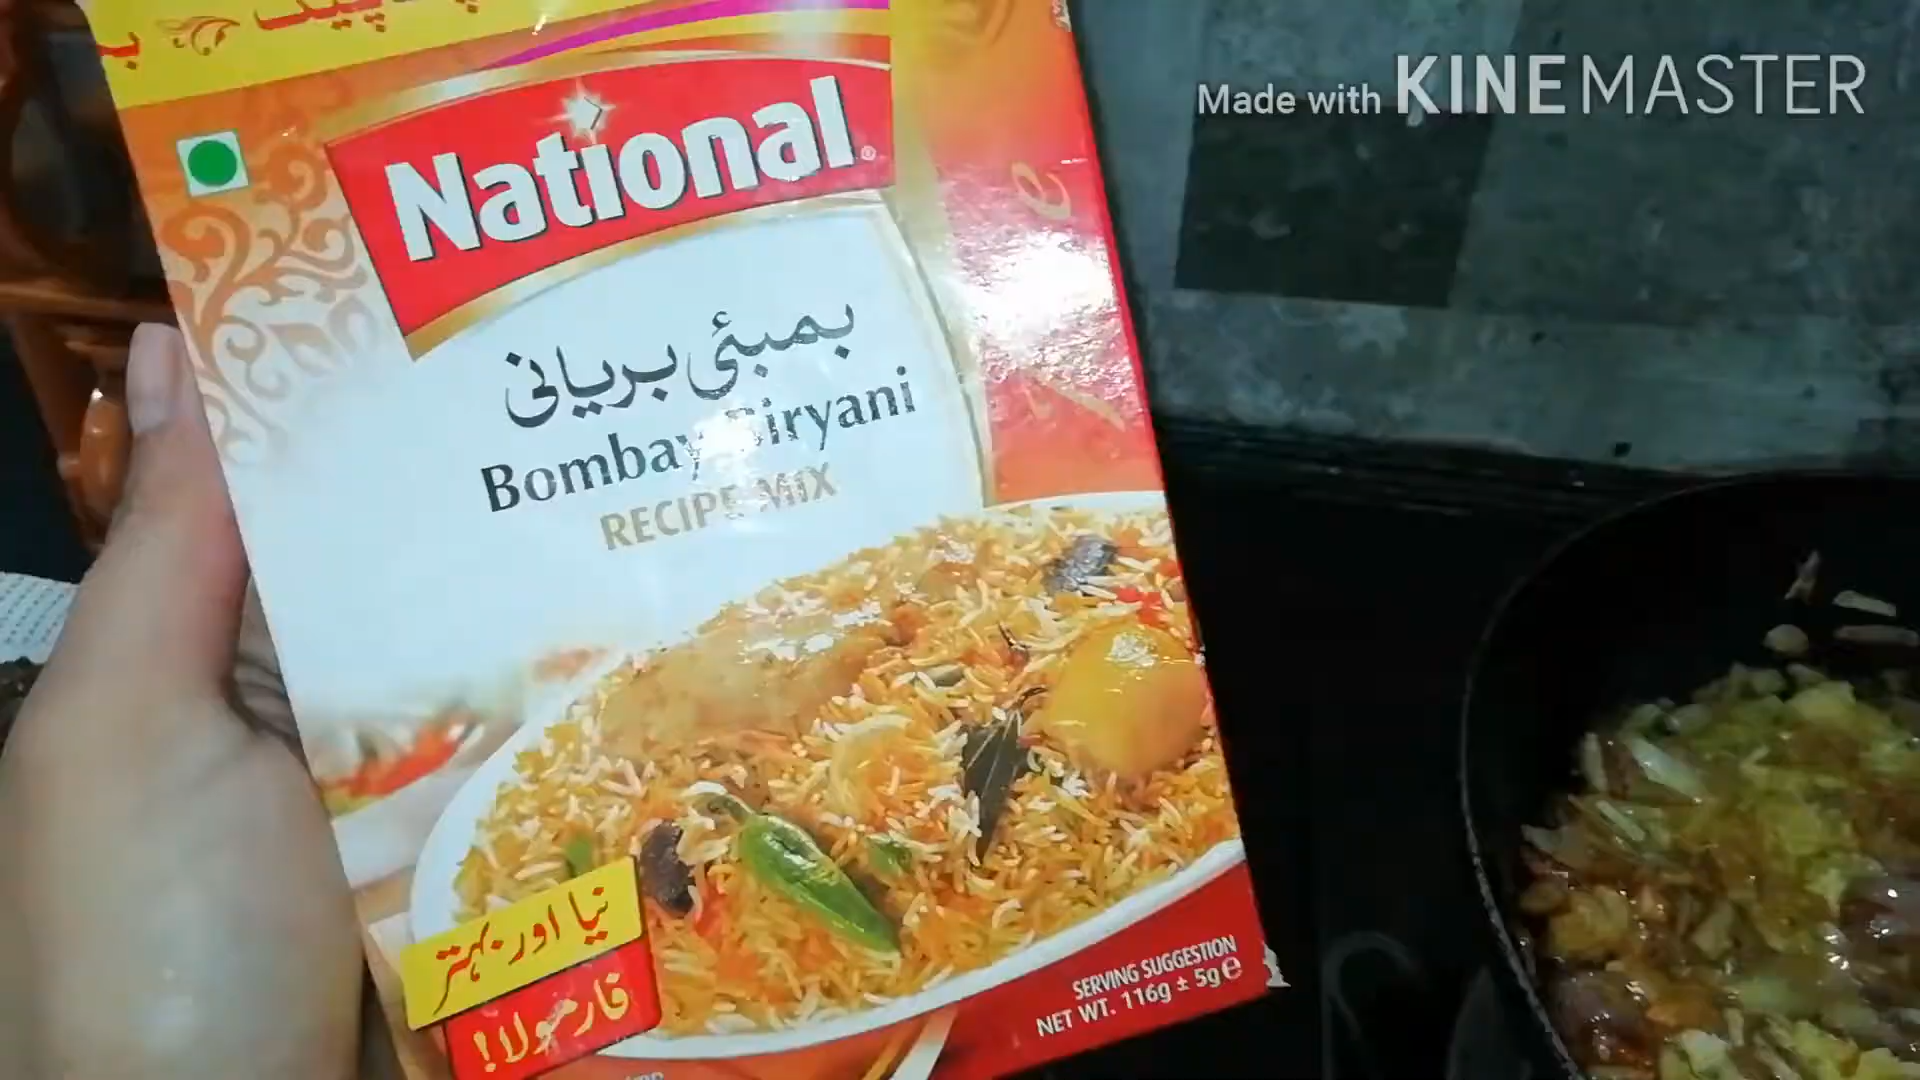 Made with KINEMASTER
National
بمبئی بریانی
Bombay Biryani
RECIPE MIX
نیا اور بہتر
فارمولا!
SERVING SUGGESTION
NET WT. 116g ± 5g℮